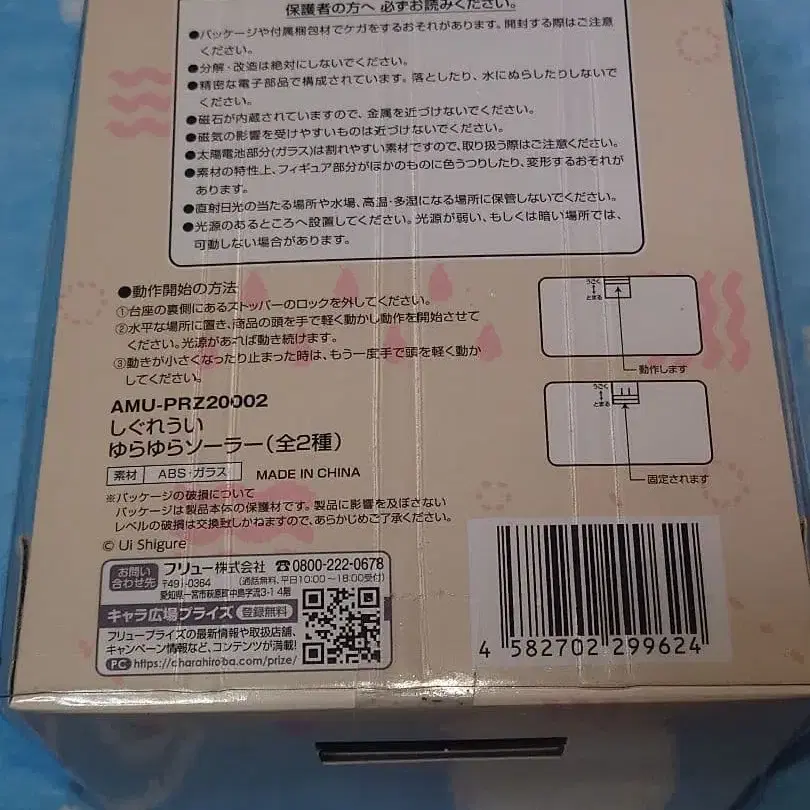 保護者の方へ 必ずお読みください。
●パッケージや付属梱包材でケガをするおそれがあります。開封する際はご注意
ください。
●分解・改造は絶対にしないでください。
●精密な電子部品で構成されています。落としたり、水にぬらしたりしないで
ください。
●磁石が内蔵されていますので、金属を近づけないでください。
●磁気の影響を受けやすいものは近づけないでください。
●太陽電池部分(ガラス)は割れやすい素材ですので、取り扱う際はご注意ください。
●素材の特性上、フィギュア部分がほかのものに色うつりしたり、変形するおそれが
あります。
●直射日光の当たる場所や水場、高温・多湿になる場所に保管しないでください。
●光源のあるところへ設置してください。光源が弱い、もしくは暗い場所では、
可動しない場合があります。
●動作開始の方法
①台座の裏側にあるストッパーのロックを外してください。
②水平な場所に置き、商品の頭を手で軽く動かし動作を開始させて
ください。光源があれば動き続けます。
③動きが小さくなったり止まった時は、もう一度手で頭を軽く動か
してください。
うごく
とまる
動作します
うごく
とまる
固定されます
AMU-PRZ20002
しぐれうい
ゆらゆらソーラー(全2種)
素材 ABS・ガラス MADE IN CHINA
※パッケージの破損について
パッケージは製品本体の保護材です。製品に影響を及ぼさない
レベルの破損は交換致しかねますので、あらかじめご了承ください。
© Ui Shigure
お問い合わせ先 フリュー株式会社 ☎0800-222-0678
〒491-0364 (通話無料、平日10:00~18:00受付)
愛知県一宮市萩原町中島字流3-1 4階
キャラ広場プライズ 登録無料
フリュープライズの最新情報や取扱店舗、
キャンペーン情報など、コンテンツが満載!
PC https://charahiroba.com/prize/
4 582702 299624